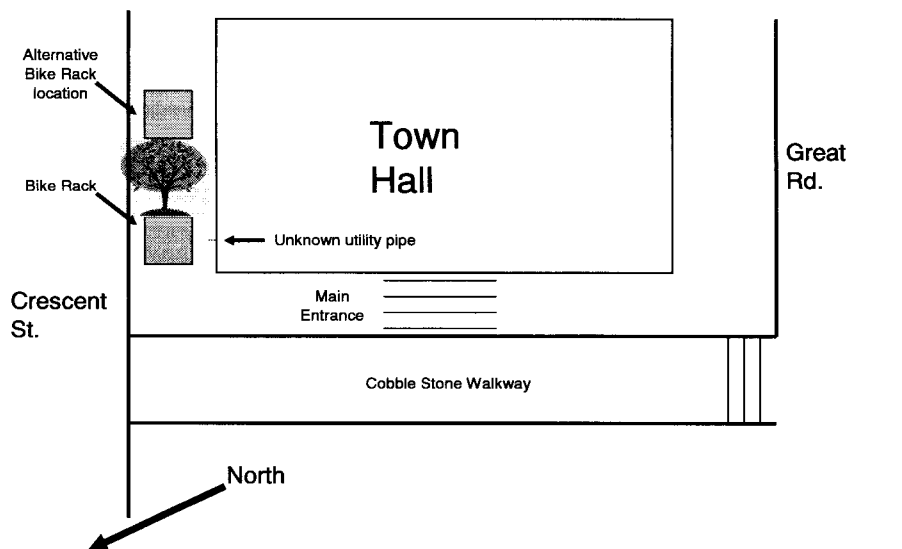 Alternative
Bike Rack
location
Town
Hall
Great
Rd.
Bike Rack
Unknown utility pipe
Crescent
St.
Main
Entrance
Cobble Stone Walkway
North